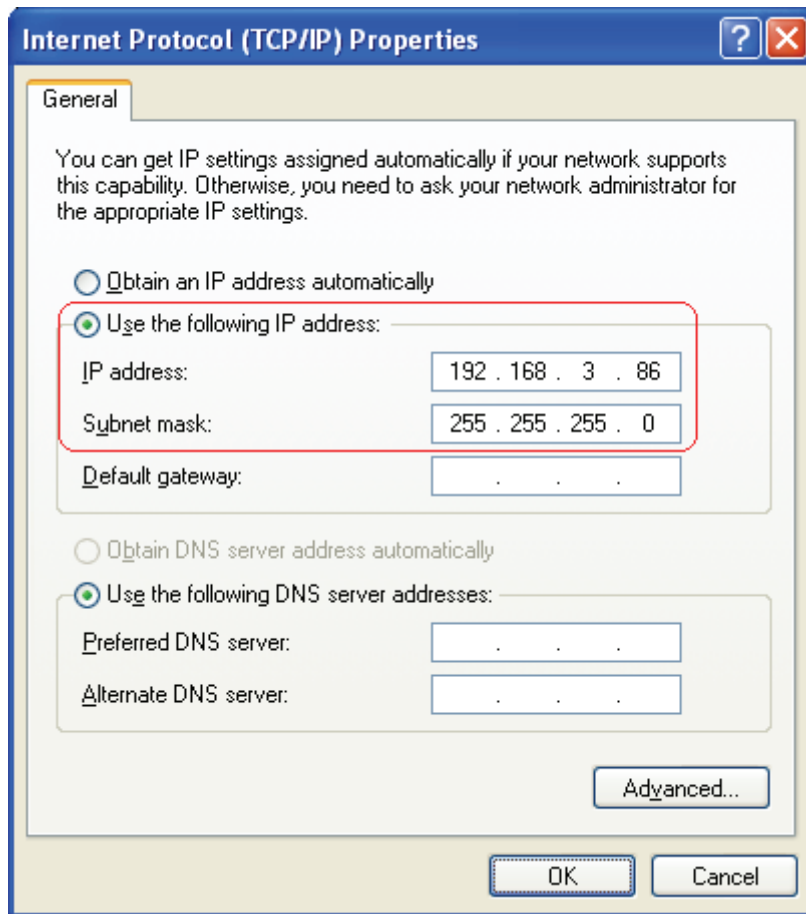 Internet Protocol (TCP/IP) Properties
General
You can get IP settings assigned automatically if your network supports
this capability. Otherwise, you need to ask your network administrator for
the appropriate IP settings.
Obtain an IP address automatically
Use the following IP address:
IP address: 192 . 168 . 3 . 86
Subnet mask: 255 . 255 . 255 . 0
Default gateway: . . .
Obtain DNS server address automatically
Use the following DNS server addresses:
Preferred DNS server: . . .
Alternate DNS server: . . .
Advanced...
OK Cancel